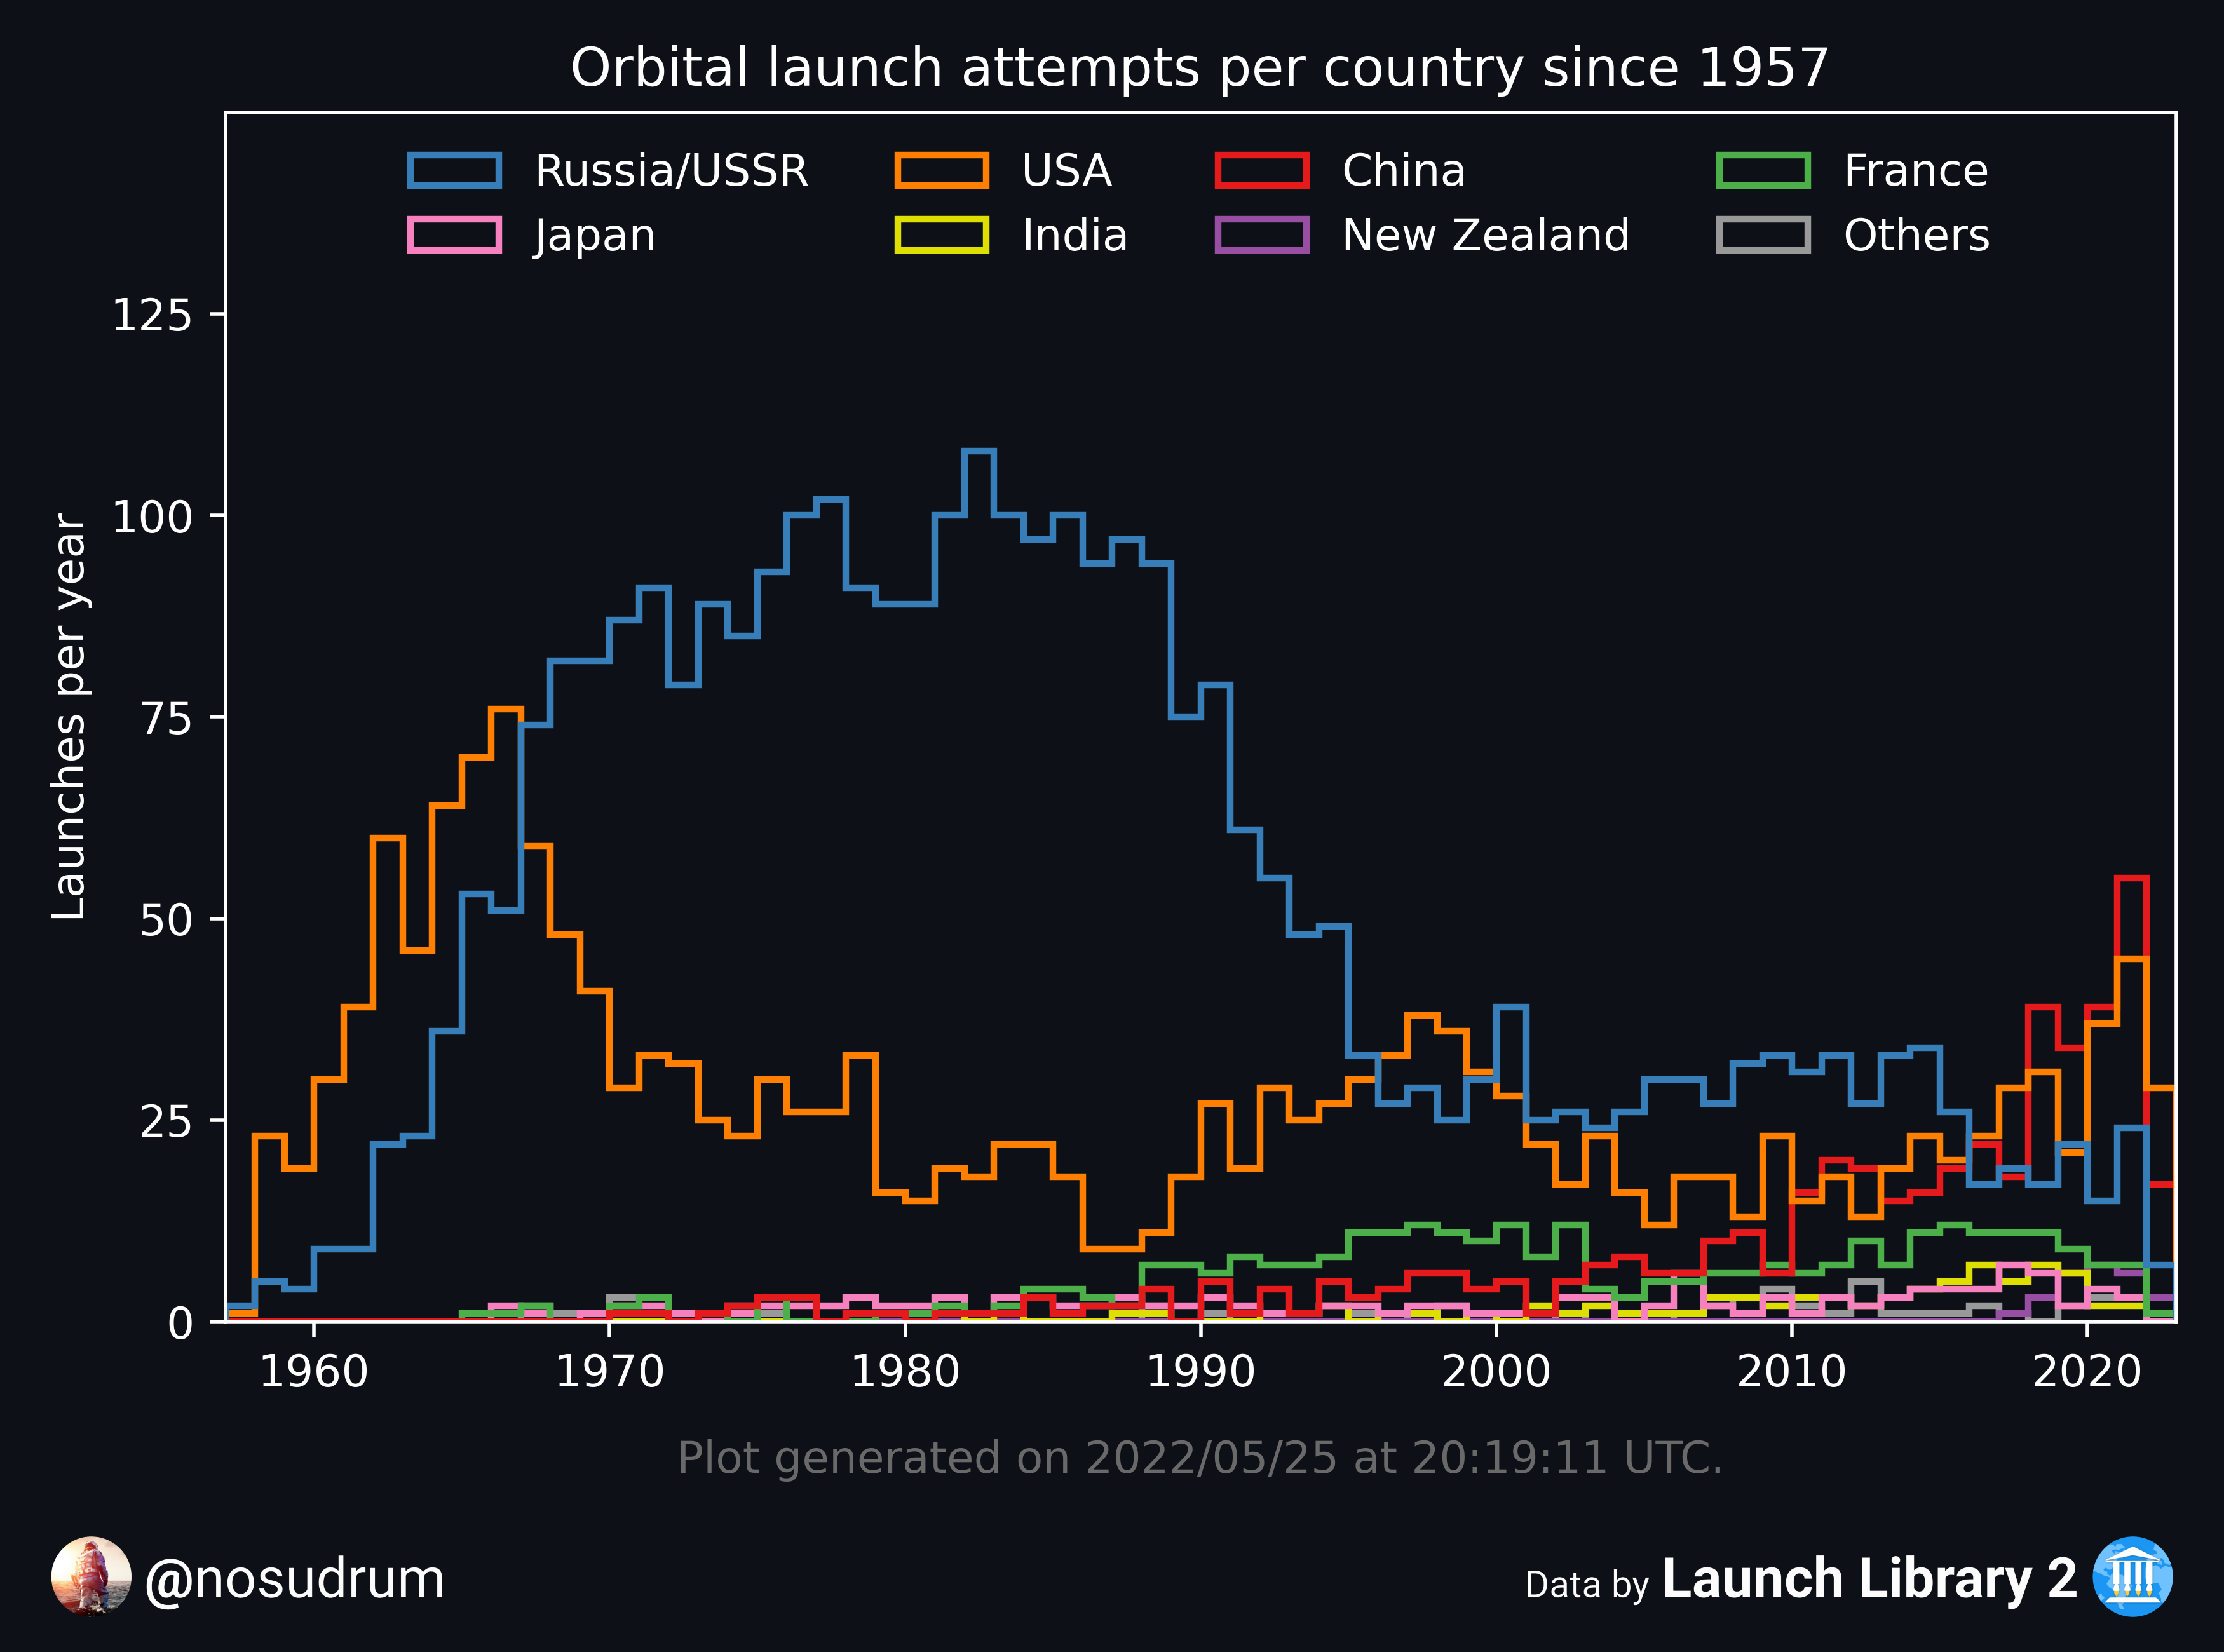 Orbital launch attempts per country since 1957
Russia/USSR USA China France
Japan India New Zealand Others
125
100
75
50
25
0
Launches per year
1960 1970 1980 1990 2000 2010 2020
Plot generated on 2022/05/25 at 20:19:11 UTC.
@nosudrum
Data by Launch Library 2